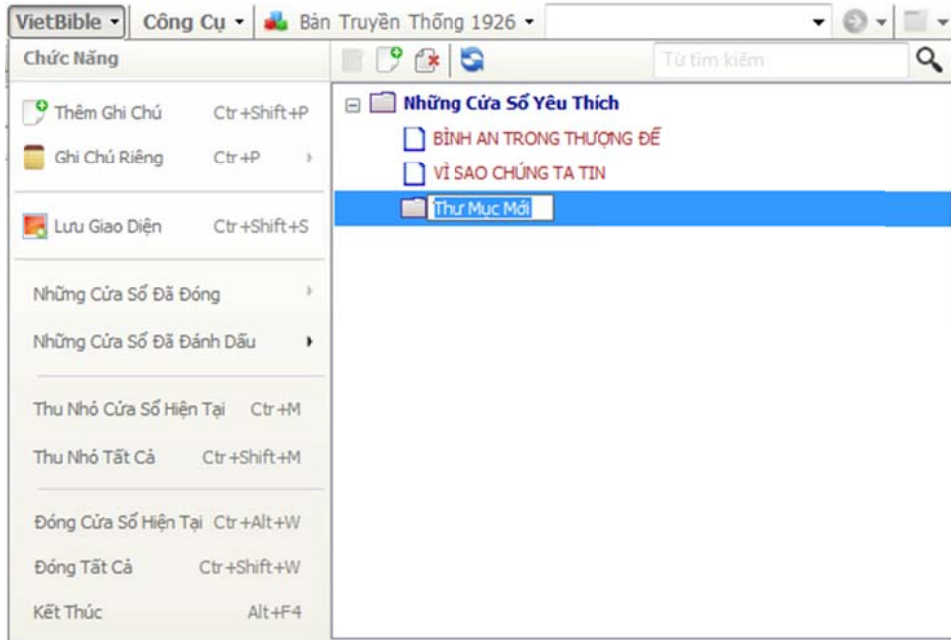 VietBible Công Cụ Bản Truyền Thống 1926
Chức Năng
Từ tìm kiếm
Thêm Ghi Chú Ctr+Shift+P
Ghi Chú Riêng Ctr+P
Lưu Giao Diện Ctr+Shift+S
Những Cửa Sổ Đã Đóng
Những Cửa Sổ Đã Đánh Dấu
Thu Nhỏ Cửa Sổ Hiện Tại Ctr+M
Thu Nhỏ Tất Cả Ctr+Shift+M
Đóng Cửa Sổ Hiện Tại Ctr+Alt+W
Đóng Tất Cả Ctr+Shift+W
Kết Thúc Alt+F4
Những Cửa Sổ Yêu Thích
BÌNH AN TRONG THƯỢNG ĐẾ
VÌ SAO CHÚNG TA TIN
Thư Mục Mới